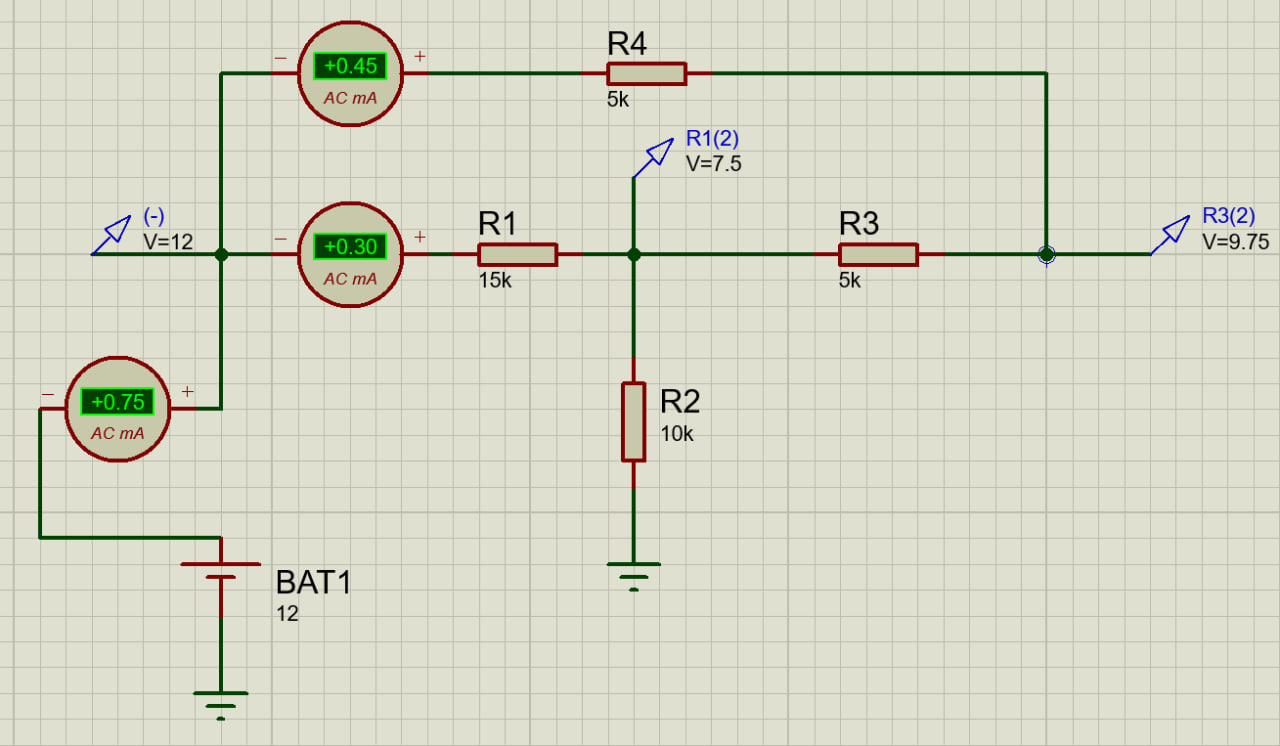 R4
− +
+0.45
AC mA
5k
R1(2)
V=7.5
(-)
V=12
R3(2)
V=9.75
− +
+0.30
AC mA
R1
15k
R3
5k
− +
+0.75
AC mA
R2
10k
BAT1
12